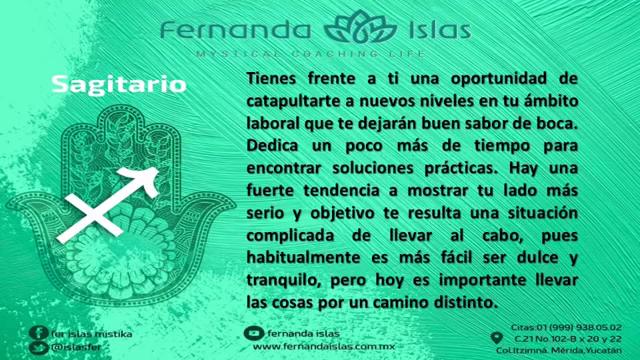 Fernanda Islas
MYSTICAL COACHING LIFE
Sagitario
Tienes frente a ti una oportunidad de
catapultarte a nuevos niveles en tu ámbito
laboral que te dejarán buen sabor de boca.
Dedica un poco más de tiempo para
encontrar soluciones prácticas. Hay una
fuerte tendencia a mostrar tu lado más
serio y objetivo te resulta una situación
complicada de llevar al cabo, pues
habitualmente es más fácil ser dulce y
tranquilo, pero hoy es importante llevar
las cosas por un camino distinto.
fer islas mistika
@islasfer
fernanda islas
www.fernandaislas.com.mx
Citas:01 (999) 938.05.02
C.21 No.102-B x 20 y 22
Col.Itzimná, Mérida,Yucatán